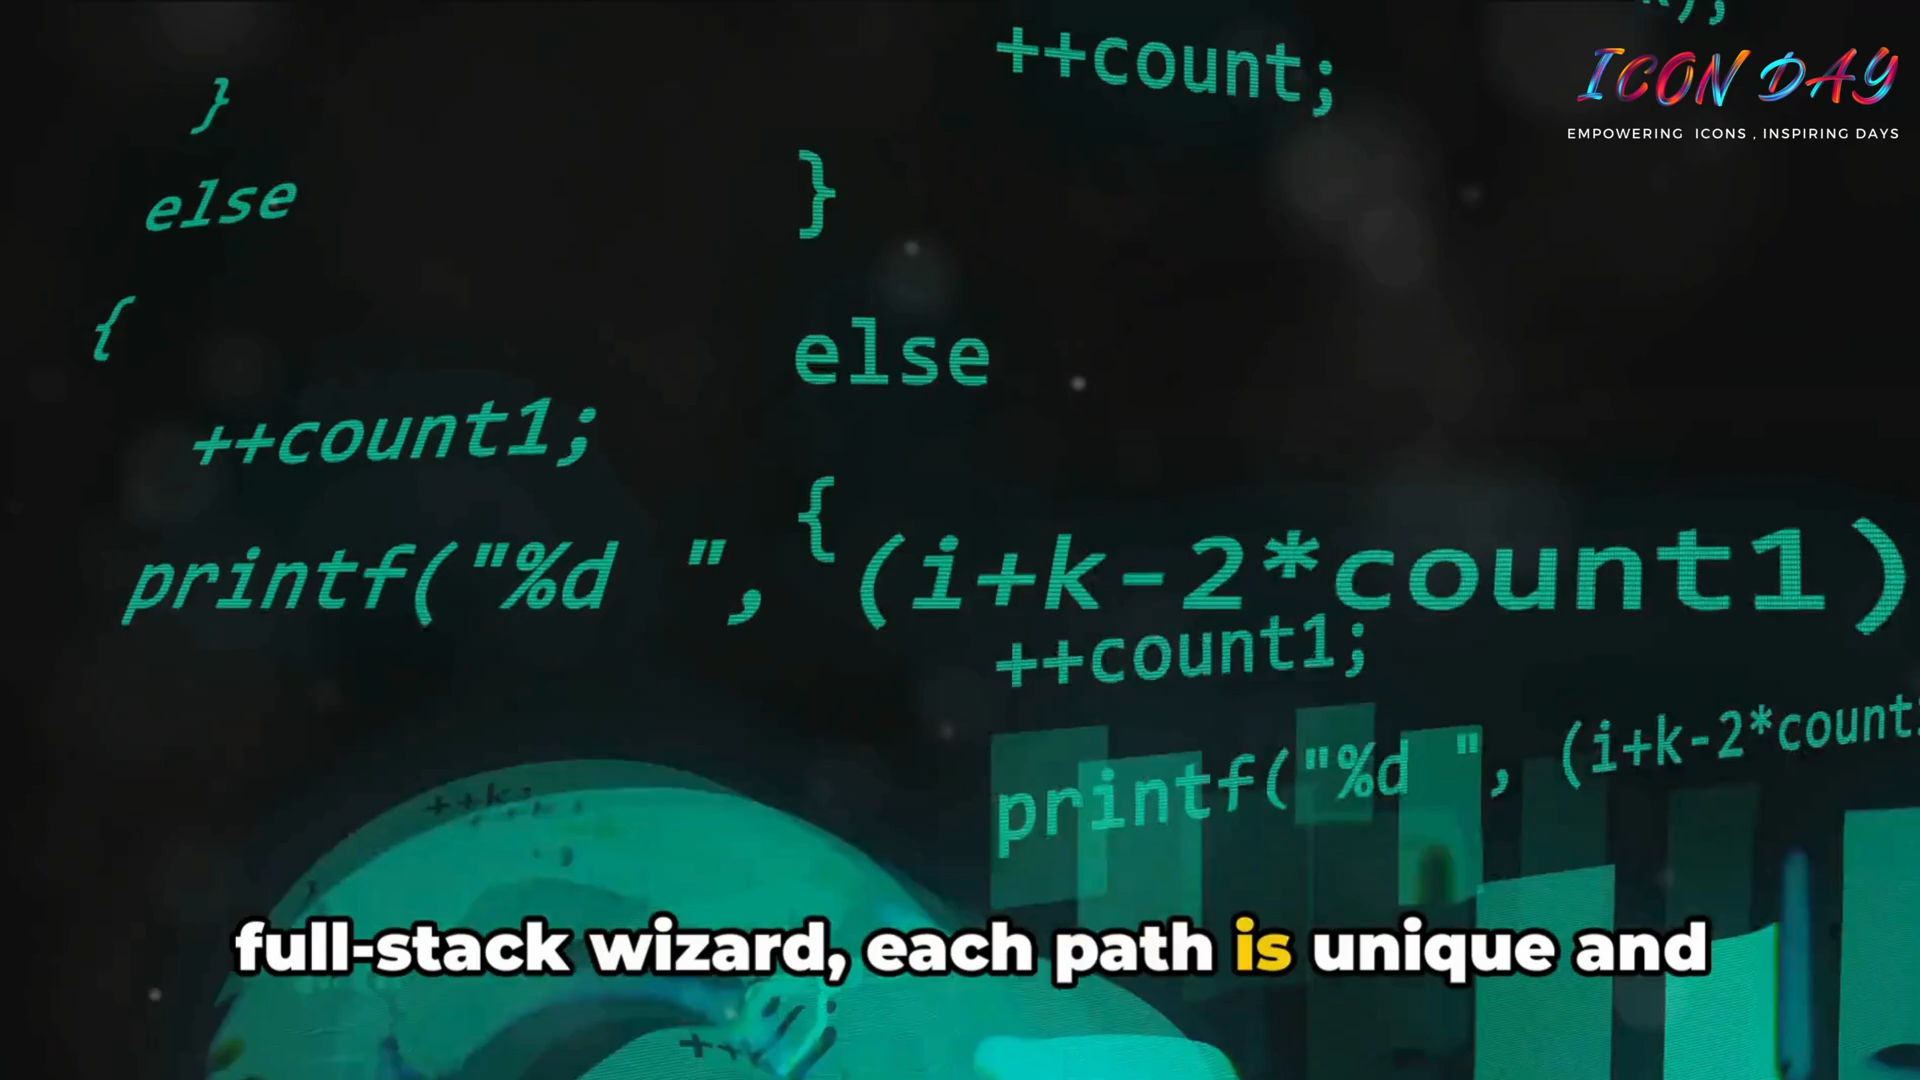 ++count;
ICON DAY
EMPOWERING ICONS , INSPIRING DAYS
}
else
{
++count1;
printf("%d ", (i+k-2*count1)
}
else
{
++count1;
printf("%d ", (i+k-2*count
++k;
full-stack wizard, each path is unique and